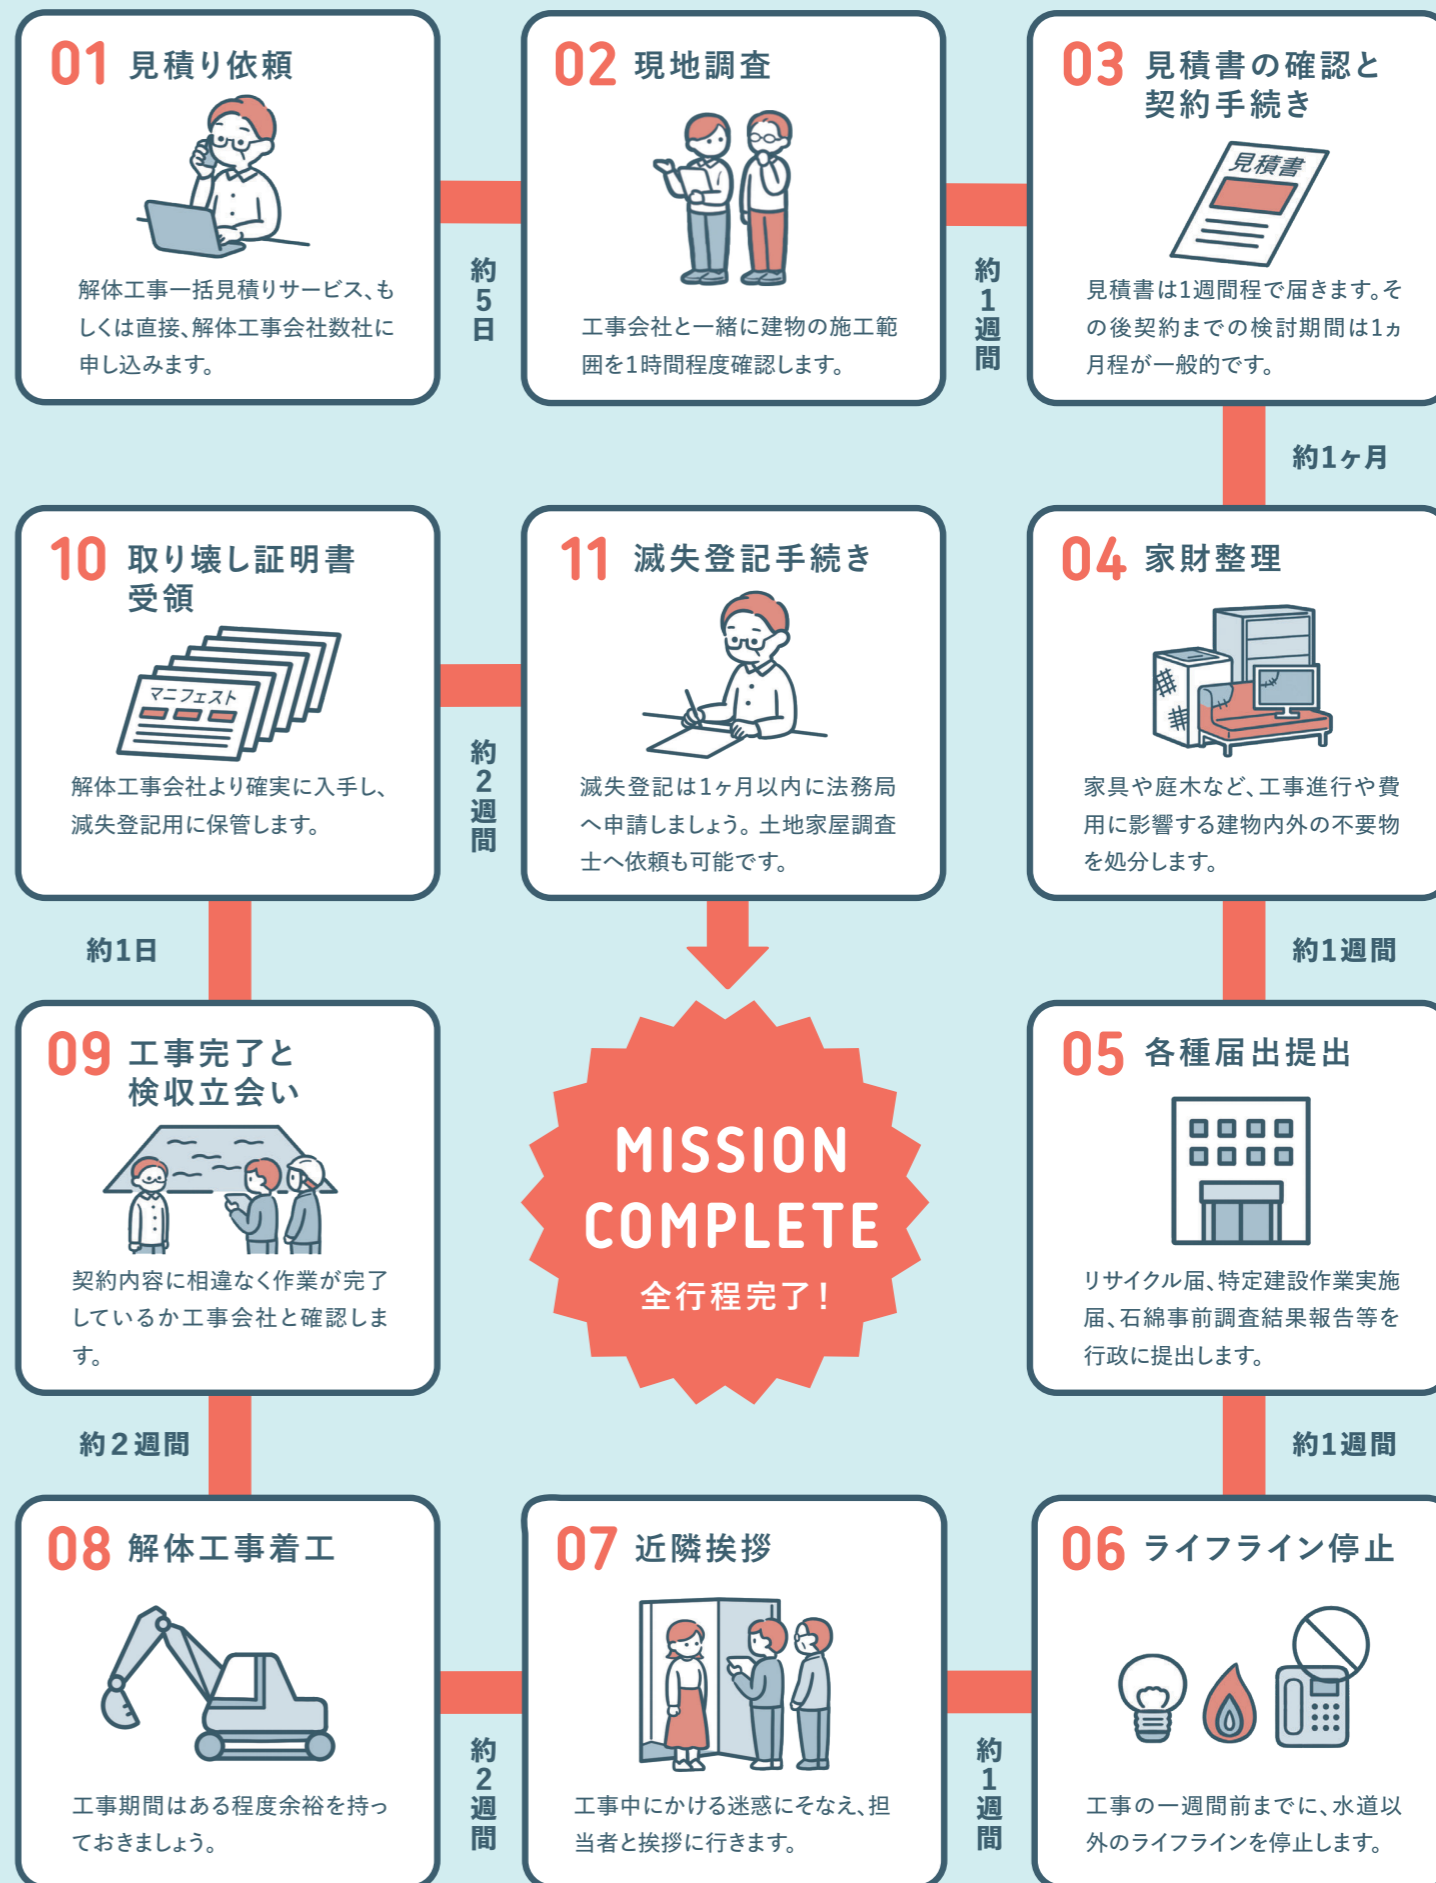 01 見積り依頼
解体工事一括見積りサービス、も
しくは直接、解体工事会社数社に
申し込みます。
約5日
02 現地調査
工事会社と一緒に建物の施工範
囲を1時間程度確認します。
約1週間
03 見積書の確認と
契約手続き
見積書
見積書は1週間程で届きます。そ
の後契約までの検討期間は1ヵ
月程が一般的です。
約1ヶ月
04 家財整理
家具や庭木など、工事進行や費
用に影響する建物内外の不要物
を処分します。
約1週間
05 各種届出提出
リサイクル届、特定建設作業実施
届、石綿事前調査結果報告等を
行政に提出します。
約1週間
06 ライフライン停止
工事の一週間前までに、水道以
外のライフラインを停止します。
約1週間
07 近隣挨拶
工事中にかける迷惑にそなえ、担
当者と挨拶に行きます。
約2週間
08 解体工事着工
工事期間はある程度余裕を持っ
ておきましょう。
約2週間
09 工事完了と
検収立会い
契約内容に相違なく作業が完了
しているか工事会社と確認しま
す。
約1日
10 取り壊し証明書
受領
マニフェスト
解体工事会社より確実に入手し、
滅失登記用に保管します。
約2週間
11 滅失登記手続き
滅失登記は1ヶ月以内に法務局
へ申請しましょう。土地家屋調査
士へ依頼も可能です。
MISSION
COMPLETE
全行程完了！